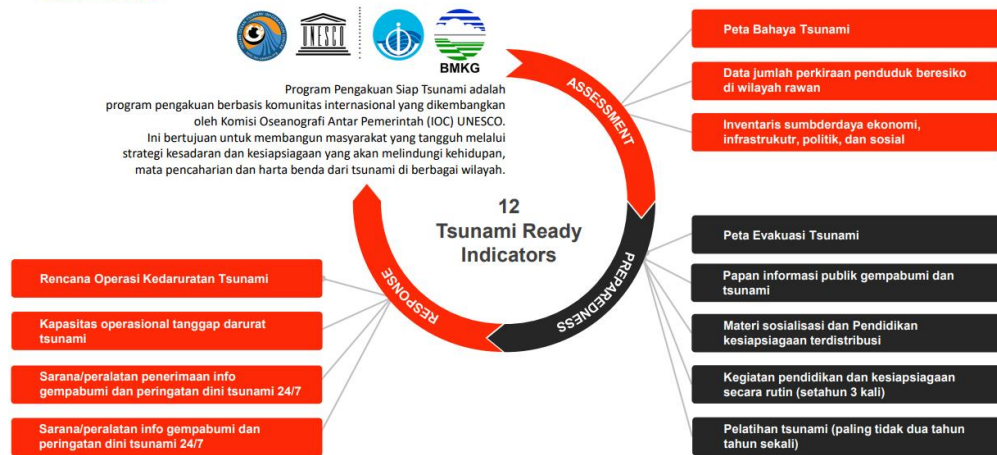 UNESCO
BMKG
Program Pengakuan Siap Tsunami adalah
program pengakuan berbasis komunitas internasional yang dikembangkan
oleh Komisi Oseanografi Antar Pemerintah (IOC) UNESCO.
Ini bertujuan untuk membangun masyarakat yang tangguh melalui
strategi kesadaran dan kesiapsiagaan yang akan melindungi kehidupan,
mata pencaharian dan harta benda dari tsunami di berbagai wilayah.
12
Tsunami Ready
Indicators
ASSESSMENT
Peta Bahaya Tsunami
Data jumlah perkiraan penduduk beresiko
di wilayah rawan
Inventaris sumbderdaya ekonomi,
infrastrukutr, politik, dan sosial
PREPAREDNESS
Peta Evakuasi Tsunami
Papan informasi publik gempabumi dan
tsunami
Materi sosialisasi dan Pendidikan
kesiapsiagaan terdistribusi
Kegiatan pendidikan dan kesiapsiagaan
secara rutin (setahun 3 kali)
Pelatihan tsunami (paling tidak dua tahun
tahun sekali)
RESPONSE
Rencana Operasi Kedaruratan Tsunami
Kapasitas operasional tanggap darurat
tsunami
Sarana/peralatan penerimaan info
gempabumi dan peringatan dini tsunami 24/7
Sarana/peralatan info gempabumi dan
peringatan dini tsunami 24/7